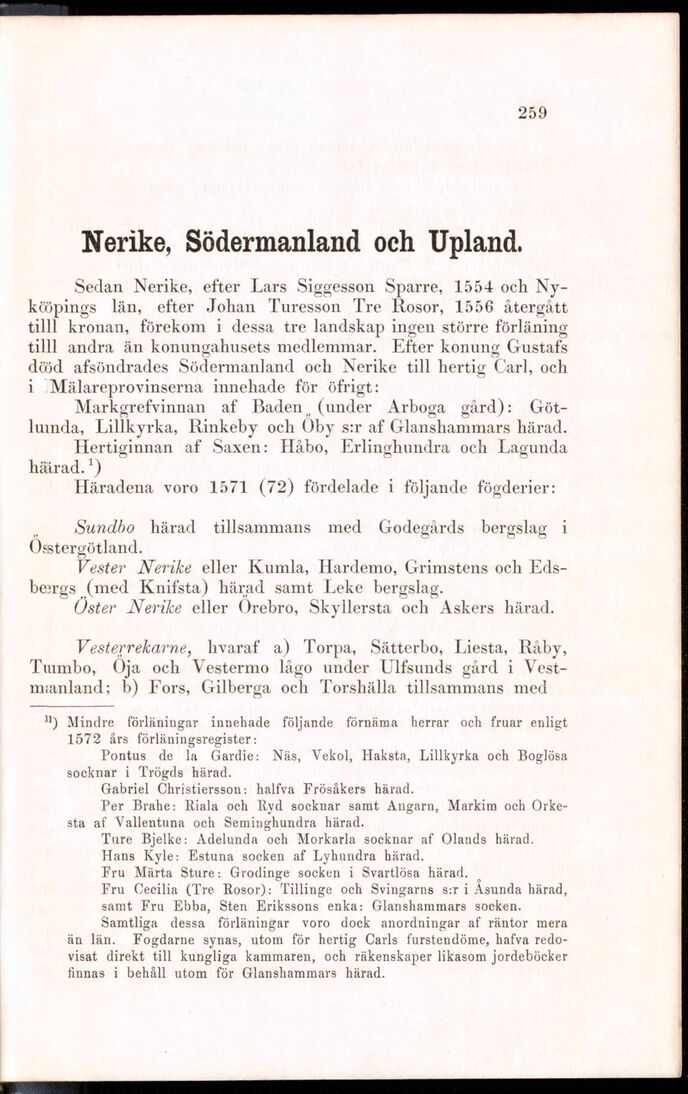 259
Nerike, Södermanland och Upland.
Sedan Nerike, efter Lars Siggesson Sparre, 1554 och Ny-
köpings län, efter Johan Turesson Tre Rosor, 1556 återgått
till kronan, förekom i dessa tre landskap ingen större förläning
till andra än konungahusets medlemmar. Efter konung Gustafs
död afsöndrades Södermanland och Nerike till hertig Carl, och
i Mälareprovinserna innehade för öfrigt:
Markgrefvinnan af Baden (under Arboga gård): Göt-
lunda, Lillkyrka, Rinkeby och Öby s:r af Glanshammars härad.
Hertiginnan af Saxen: Håbo, Erlinghundra och Lagunda
härad.¹)
Häradena voro 1571 (72) fördelade i följande fögderier:
Sundbo härad tillsammans med Godegårds bergslag i
Östergötland.
Vester Nerike eller Kumla, Hardemo, Grimstens och Eds-
bergs (med Knifsta) härad samt Leke bergslag.
Öster Nerike eller Örebro, Skyllersta och Askers härad.
Vesterrekarne, hvaraf a) Torpa, Sätterbo, Liesta, Råby,
Tumbo, Öja och Vestermo lågo under Ulfsunds gård i Vest-
manland; b) Fors, Gilberga och Torshälla tillsammans med
¹) Mindre förläningar innehade följande förnäma herrar och fruar enligt
1572 års förläningsregister:
Pontus de la Gardie: Näs, Vekol, Haksta, Lillkyrka och Boglösa
socknar i Trögds härad.
Gabriel Christiersson: halfva Frösåkers härad.
Per Brahe: Riala och Ryd socknar samt Angarn, Markim och Orke-
sta af Vallentuna och Seminghundra härad.
Ture Bjelke: Adelunda och Morkarla socknar af Olands härad.
Hans Kyle: Estuna socken af Lyhundra härad.
Fru Märta Sture: Grodinge socken i Svartlösa härad.
Fru Cecilia (Tre Rosor): Tillinge och Svingarns s:r i Åsunda härad,
samt Fru Ebba, Sten Erikssons enka: Glanshammars socken.
Samtliga dessa förläningar voro dock anordningar af räntor mera
än län. Fogdarne synas, utom för hertig Carls furstendöme, hafva redo-
visat direkt till kungliga kammaren, och räkenskaper likasom jordeböcker
finnas i behåll utom för Glanshammars härad.